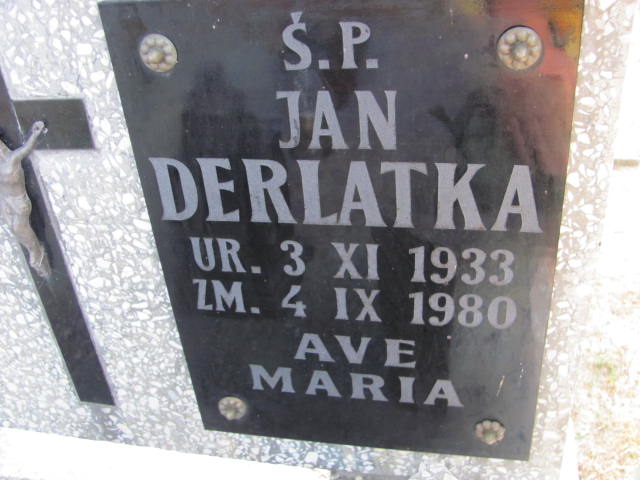 Ś.P.
JAN
DERLATKA
UR. 3 XI 1933
ZM. 4 IX 1980
AVE
MARIA